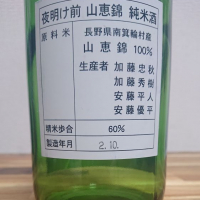 夜明け前 山恵錦 純米酒
原料米 長野県南箕輪村産
山恵錦 100%
生産者 加藤忠秋
加藤秀樹
安藤平人
安藤優平
精米歩合 60%
製造年月 2.10.